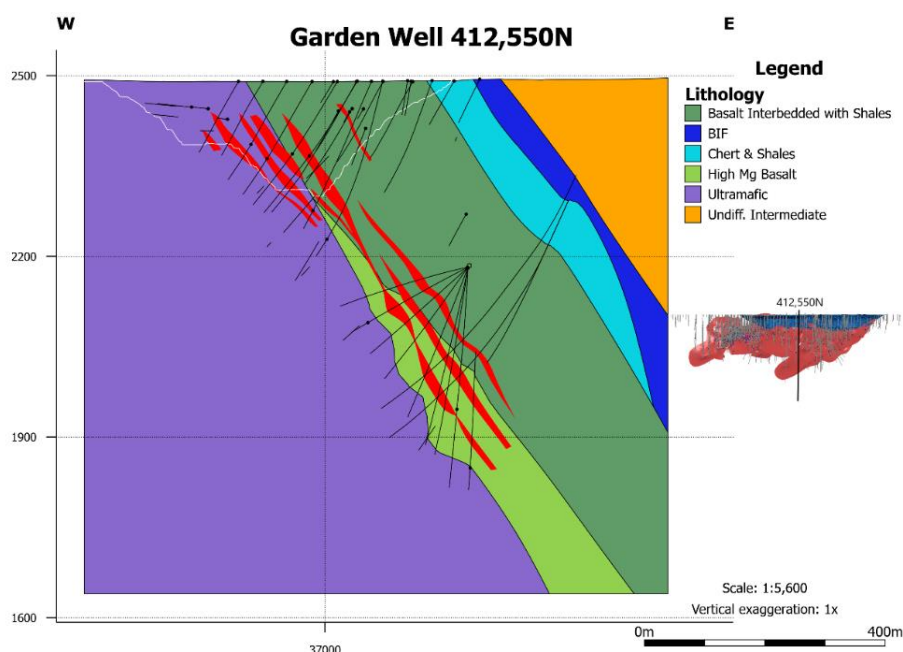 W
E
Garden Well 412,550N
Legend
Lithology
Basalt Interbedded with Shales
BIF
Chert & Shales
High Mg Basalt
Ultramafic
Undiff. Intermediate
2500
2200
1900
1600
37000
412,550N
Scale: 1:5,600
Vertical exaggeration: 1x
0m
400m